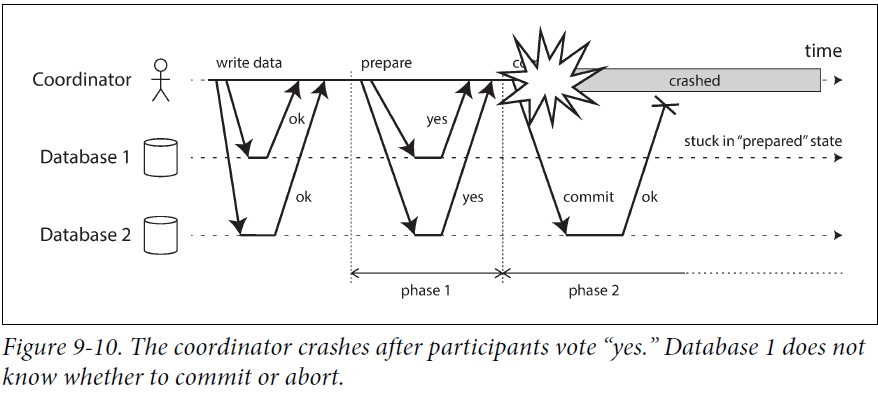 time
write data
prepare
co
Coordinator
crashed
ok
yes
stuck in "prepared" state
Database 1
ok
yes
commit
ok
Database 2
phase 1
phase 2
Figure 9-10. The coordinator crashes after participants vote “yes.” Database 1 does not
know whether to commit or abort.